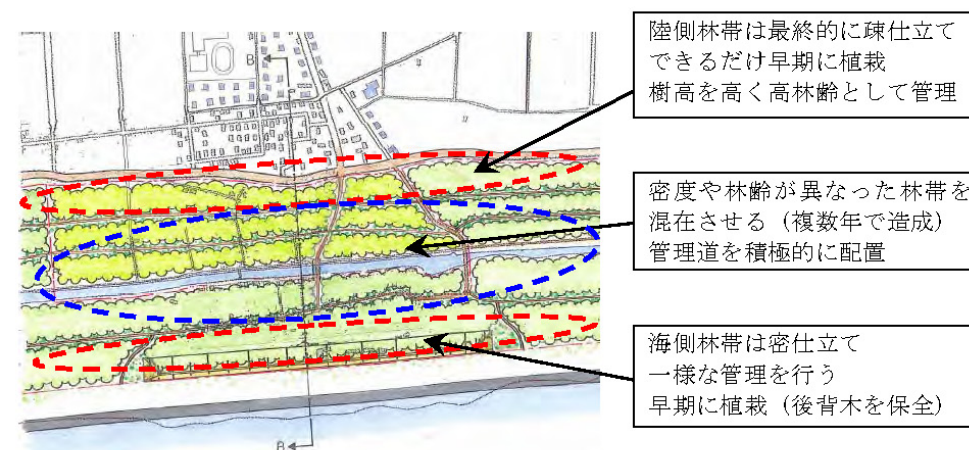 陸側林帯は最終的に疎仕立て
できるだけ早期に植栽
樹高を高く高林齢として管理
B
密度や林齢が異なった林帯を
混在させる（複数年で造成）
管理道を積極的に配置
海側林帯は密仕立て
一様な管理を行う
早期に植栽（後背木を保全）
B